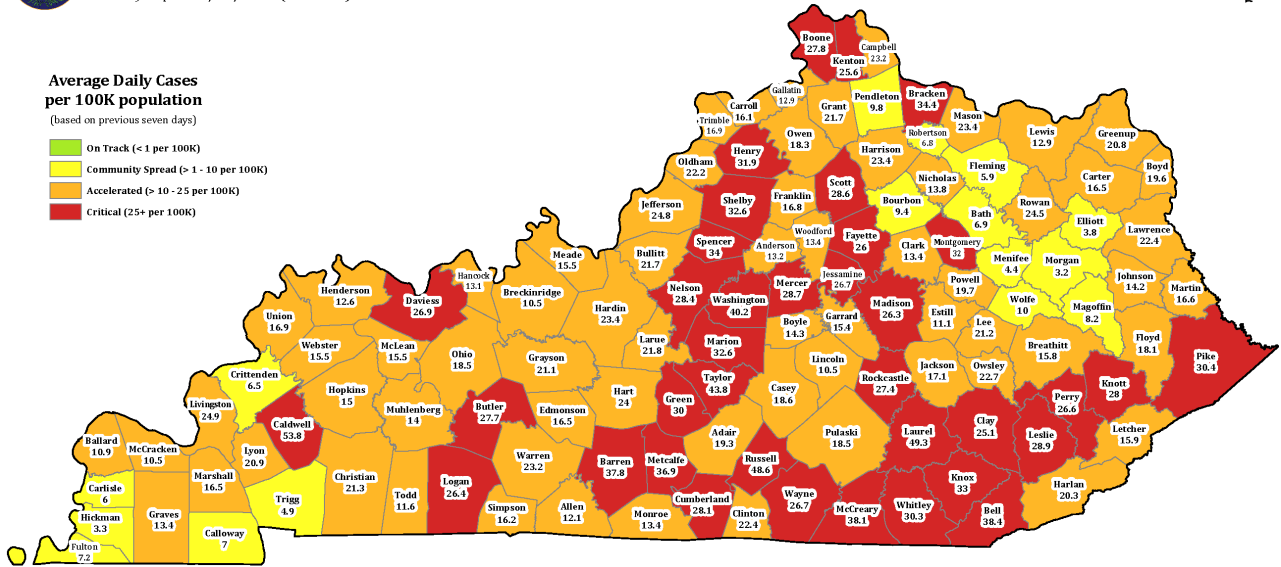 Average Daily Cases
per 100K population
(based on previous seven days)
On Track (< 1 per 100K)
Community Spread (> 1 - 10 per 100K)
Accelerated (> 10 - 25 per 100K)
Critical (25+ per 100K)
Boone
27.8
Kenton
25.6
Campbell
23.2
Gallatin
12.9
Carroll
16.1
Trimble
16.9
Grant
21.7
Pendleton
9.8
Bracken
34.4
Mason
23.4
Robertson
6.8
Lewis
12.9
Greenup
20.8
Boyd
19.6
Owen
18.3
Henry
31.9
Oldham
22.2
Harrison
23.4
Fleming
5.9
Nicholas
13.8
Carter
16.5
Scott
28.6
Jefferson
24.8
Shelby
32.6
Franklin
16.8
Bourbon
9.4
Bath
6.9
Rowan
24.5
Elliott
3.8
Lawrence
22.4
Woodford
13.4
Fayette
26
Spencer
34
Anderson
13.2
Clark
13.4
Montgomery
32
Bullitt
21.7
Meade
15.5
Menifee
4.4
Morgan
3.2
Johnson
14.2
Martin
16.6
Jessamine
26.7
Powell
19.7
Mercer
28.7
Nelson
28.4
Washington
40.2
Hancock
13.1
Breckinridge
10.5
Henderson
12.6
Daviess
26.9
Union
16.9
Hardin
23.4
Madison
26.3
Wolfe
10
Magoffin
8.2
Estill
11.1
Garrard
15.4
Boyle
14.3
Lee
21.2
Floyd
18.1
Breathitt
15.8
Webster
15.5
McLean
15.5
Ohio
18.5
Grayson
21.1
Larue
21.8
Marion
32.6
Pike
30.4
Lincoln
10.5
Jackson
17.1
Owsley
22.7
Rockcastle
27.4
Knott
28
Perry
26.6
Crittenden
6.5
Livingston
24.9
Hopkins
15
Muhlenberg
14
Butler
27.7
Edmonson
16.5
Hart
24
Green
30
Taylor
43.8
Casey
18.6
Caldwell
53.8
Adair
19.3
Pulaski
18.5
Laurel
49.3
Clay
25.1
Leslie
28.9
Letcher
15.9
Ballard
10.9
McCracken
10.5
Lyon
20.9
Warren
23.2
Barren
37.8
Metcalfe
36.9
Russell
48.6
Marshall
16.5
Christian
21.3
Knox
33
Harlan
20.3
Carlisle
6
Trigg
4.9
Todd
11.6
Logan
26.4
Simpson
16.2
Allen
12.1
Monroe
13.4
Cumberland
28.1
Clinton
22.4
Wayne
26.7
McCreary
38.1
Whitley
30.3
Bell
38.4
Graves
13.4
Hickman
3.3
Calloway
7
Fulton
7.2